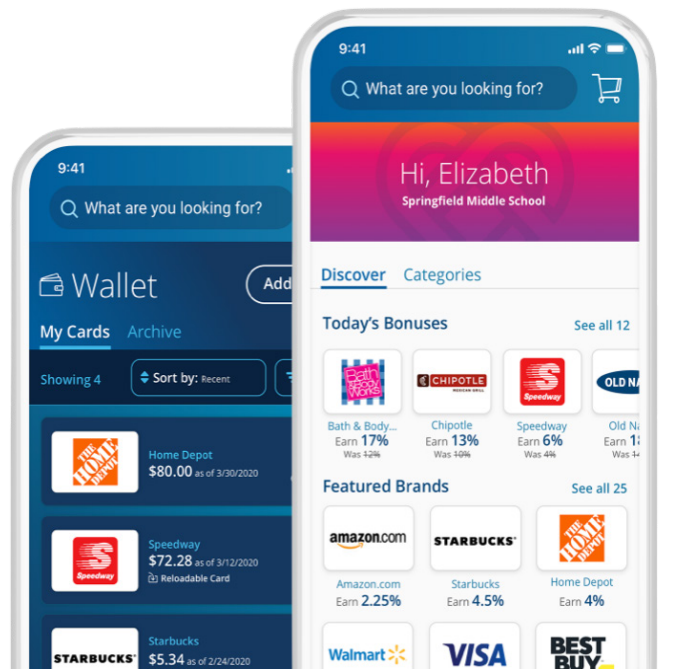 9:41
What are you looking for?
Wallet
Add
My Cards Archive
Showing 4
Sort by: Recent
THE HOME DEPOT
Home Depot
$80.00 as of 3/30/2020
Speedway
Speedway
$72.28 as of 3/12/2020
Reloadable Card
STARBUCKS
Starbucks
$5.34 as of 2/24/2020
9:41
What are you looking for?
Hi, Elizabeth
Springfield Middle School
Discover Categories
Today's Bonuses See all 12
Bath & Body Works
CHIPOTLE
MEXICAN GRILL
Speedway
OLD NA
Bath & Body... Chipotle Speedway Old Na
Earn 17% Earn 13% Earn 6% Earn 1
Was 12% Was 10% Was 4% Was 1
Featured Brands See all 25
amazon.com STARBUCKS THE HOME DEPOT
Amazon.com Starbucks Home Depot
Earn 2.25% Earn 4.5% Earn 4%
Walmart VISA BEST BUY